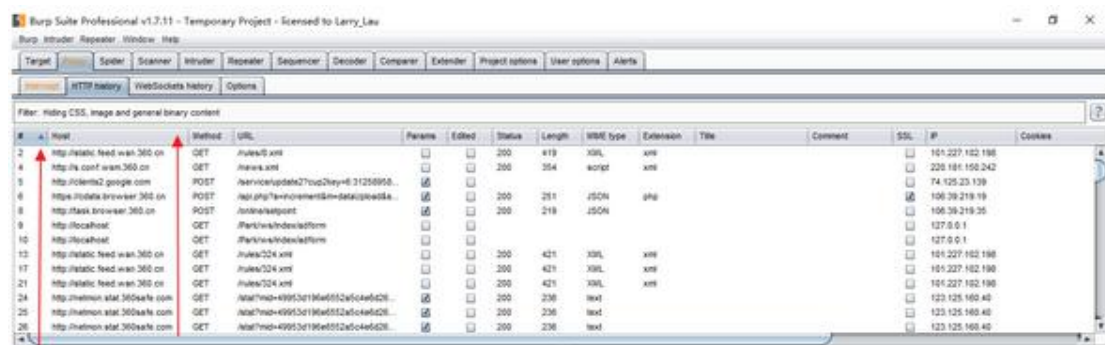 Burp Suite Professional v1.7.11 - Temporary Project - licensed to Larry_Lau
Burp Intruder Repeater Window Help
Target Spider Scanner Intruder Repeater Sequencer Decoder Comparer Extender Project options User options Alerts
HTTP history WebSockets history Options
Filter: Hiding CSS, image and general binary content ?
# Host Method URL Params Edited Status Length MIME type Extension Title Comment SSL IP Cookies
2 http://static.feed.wan.360.cn GET /rules/0.xml 200 419 XML xml 101.227.102.198
4 GET /news.xml 200 354 script xml 220.181.150.242
5 http://clients2.google.com POST 74.125.23.139
6 https://cdata.browser.360.cn POST 200 251 JSON php 106.39.219.19
8 http://task.browser.360.cn POST /online/setpoint 200 219 JSON 106.39.219.35
9 http://localhost GET /Park/ws/index/adform 127.0.0.1
10 http://localhost GET /Park/ws/index/adform 127.0.0.1
13 http://static.feed.wan.360.cn GET /rules/324.xml 200 421 XML xml 101.227.102.198
17 http://static.feed.wan.360.cn GET /rules/324.xml 200 421 XML xml 101.227.102.198
21 http://static.feed.wan.360.cn GET /rules/324.xml 200 421 XML xml 101.227.102.198
24 http://netmon.stat.360safe.com GET 200 236 text 123.125.160.40
25 http://netmon.stat.360safe.com GET 200 236 text 123.125.160.40
26 http://netmon.stat.360safe.com GET 200 236 text 123.125.160.40